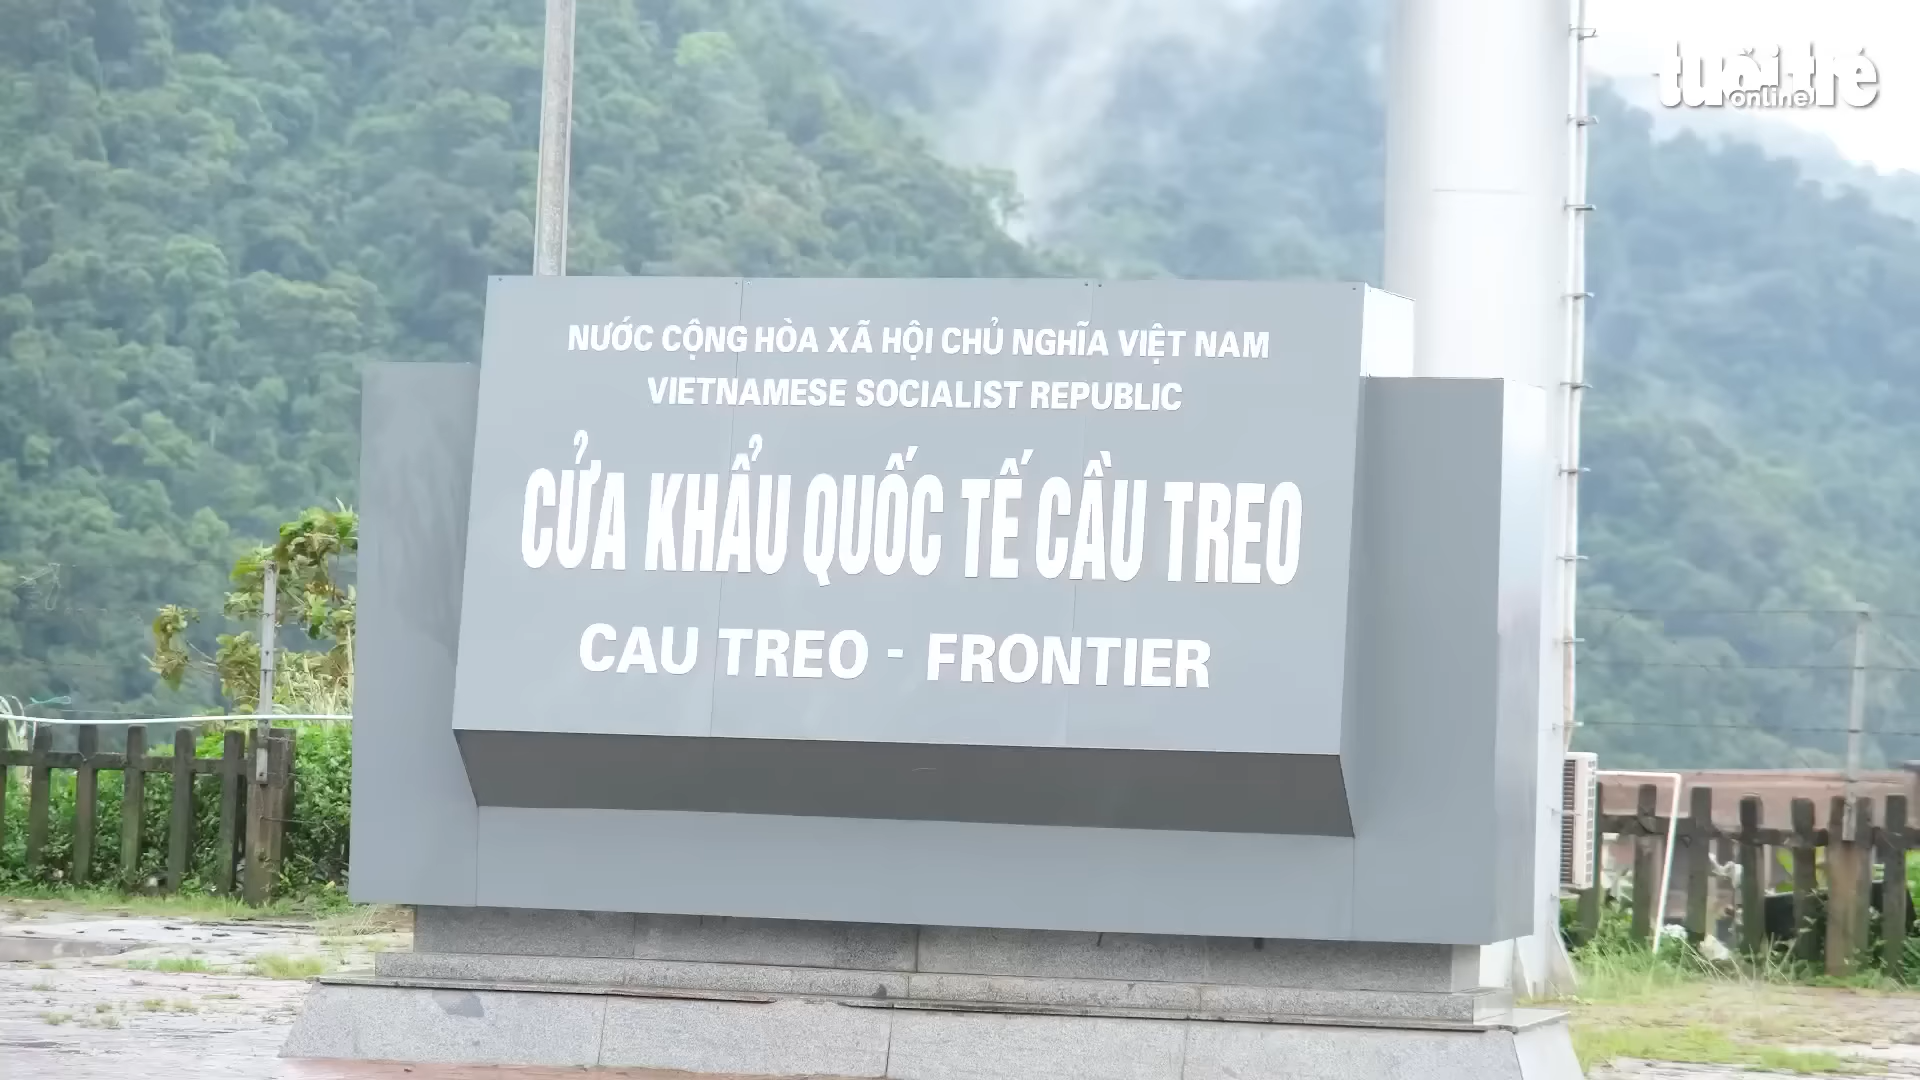 tuổi trẻ
online
NƯỚC CỘNG HÒA XÃ HỘI CHỦ NGHĨA VIỆT NAM
VIETNAMESE SOCIALIST REPUBLIC
CỬA KHẨU QUỐC TẾ CẦU TREO
CAU TREO - FRONTIER